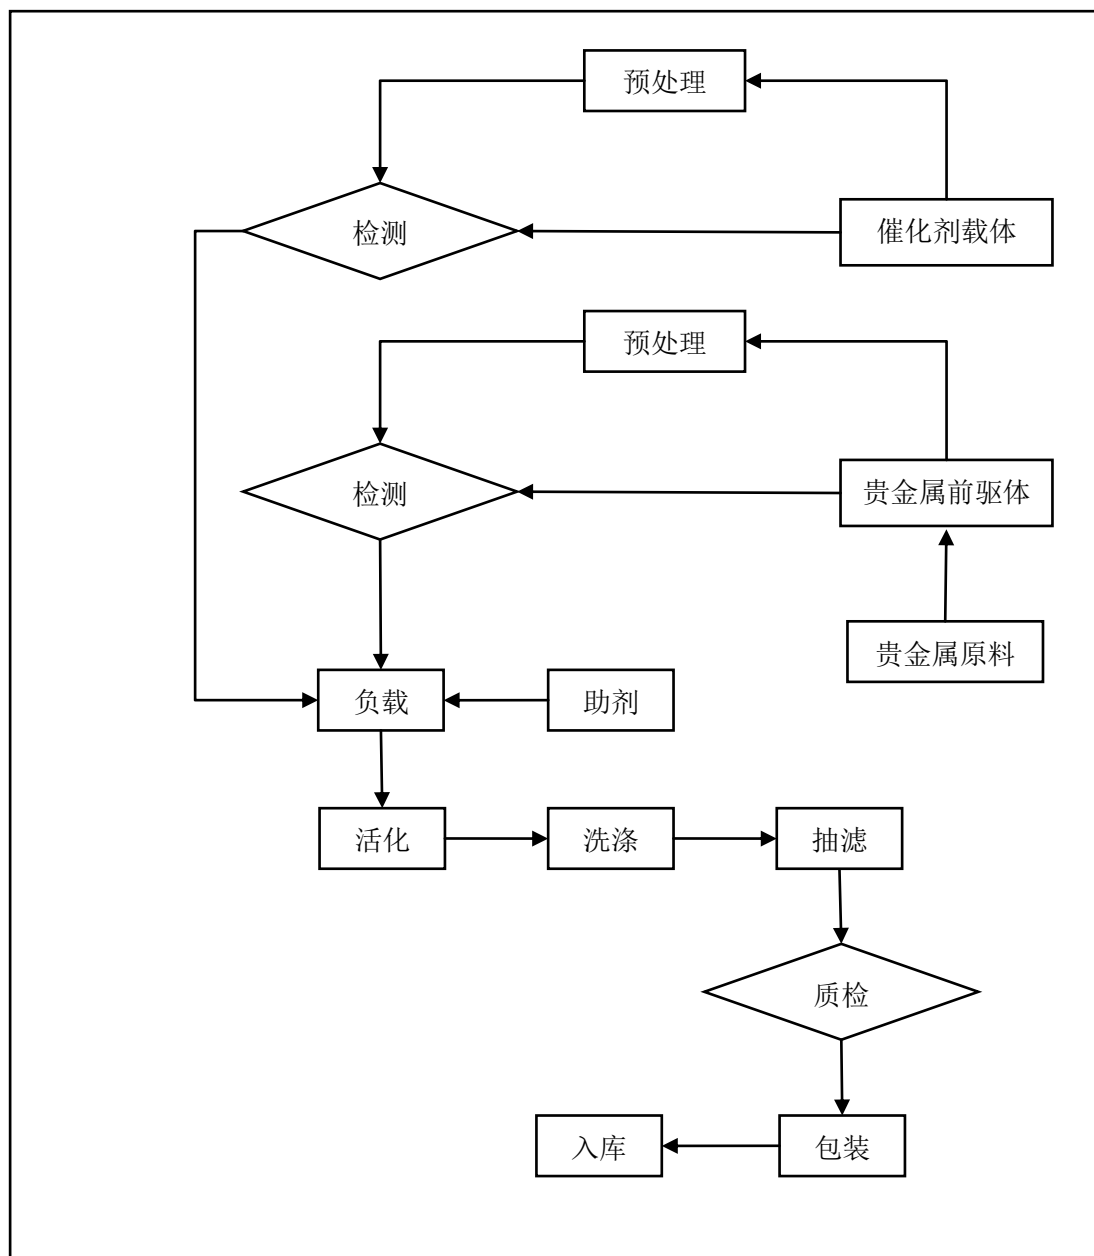 预处理
检测
催化剂载体
预处理
检测
贵金属前驱体
贵金属原料
负载
助剂
活化
洗涤
抽滤
质检
入库
包装